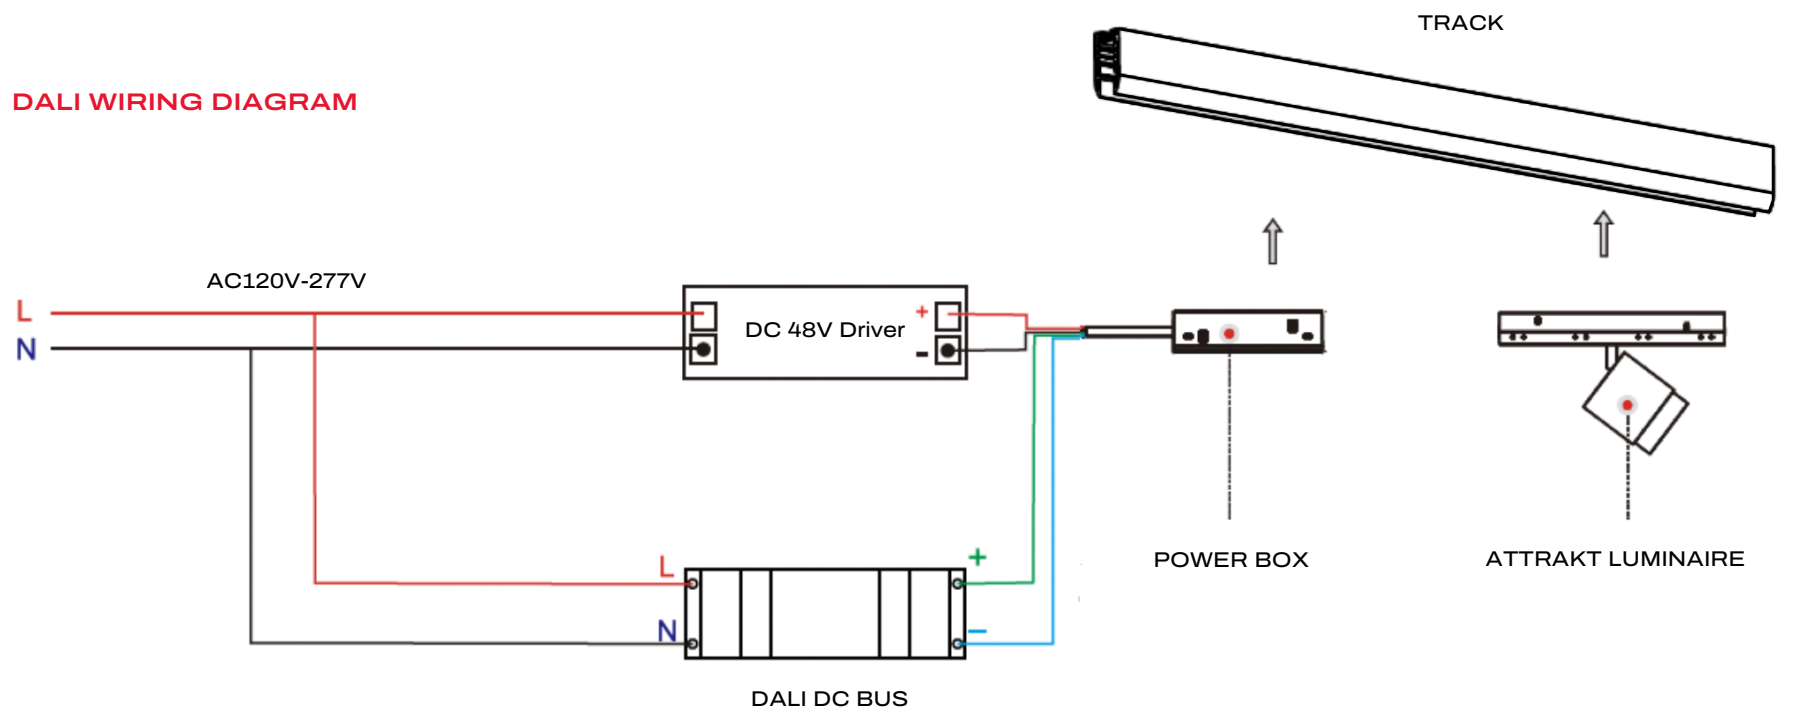 TRACK
DALI WIRING DIAGRAM
AC120V-277V
L
N
DC 48V Driver
+
-
L
N
+
-
POWER BOX
ATTRAKT LUMINAIRE
DALI DC BUS